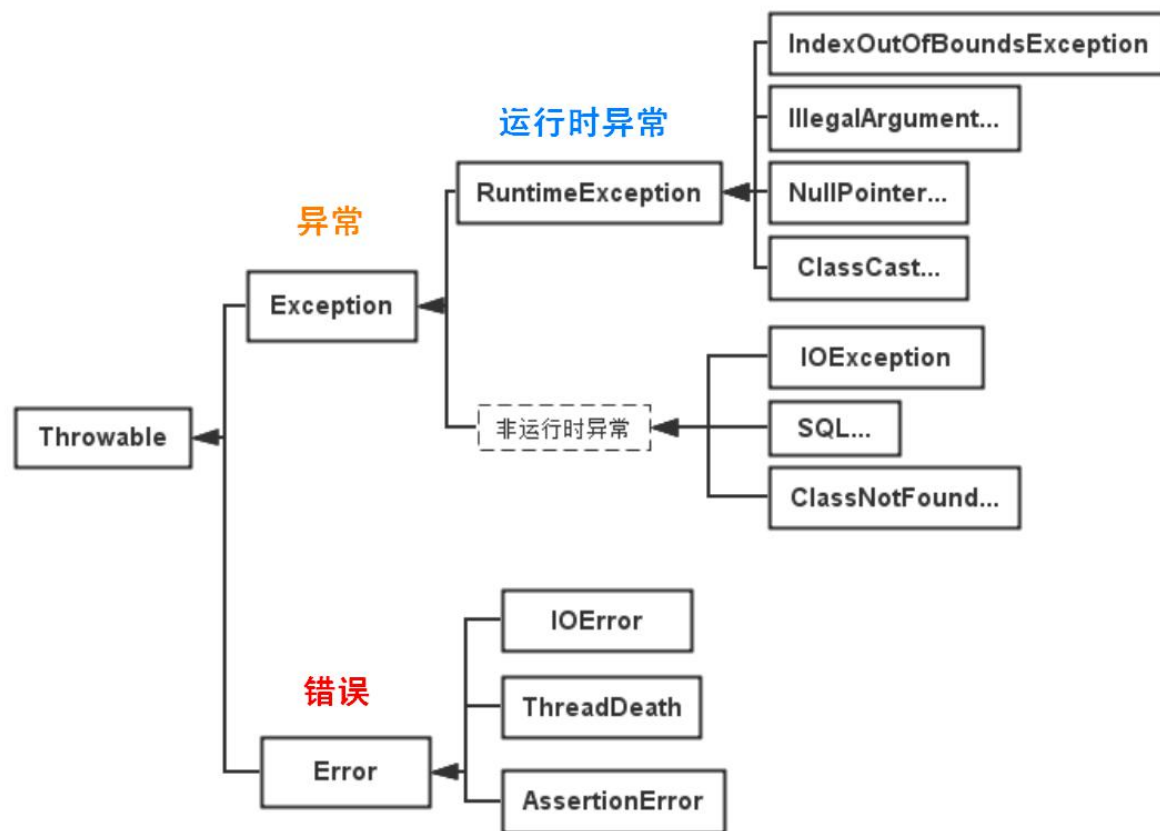 IndexOutOfBoundsException
运行时异常
IllegalArgument...
RuntimeException
NullPointer...
异常
ClassCast...
Exception
IOException
Throwable
非运行时异常
SQL...
ClassNotFound...
IOError
错误
ThreadDeath
Error
AssertionError